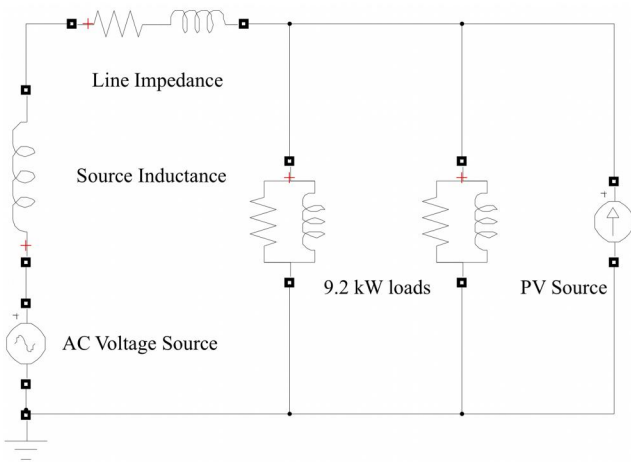 Line Impedance
Source Inductance
9.2 kW loads
PV Source
AC Voltage Source